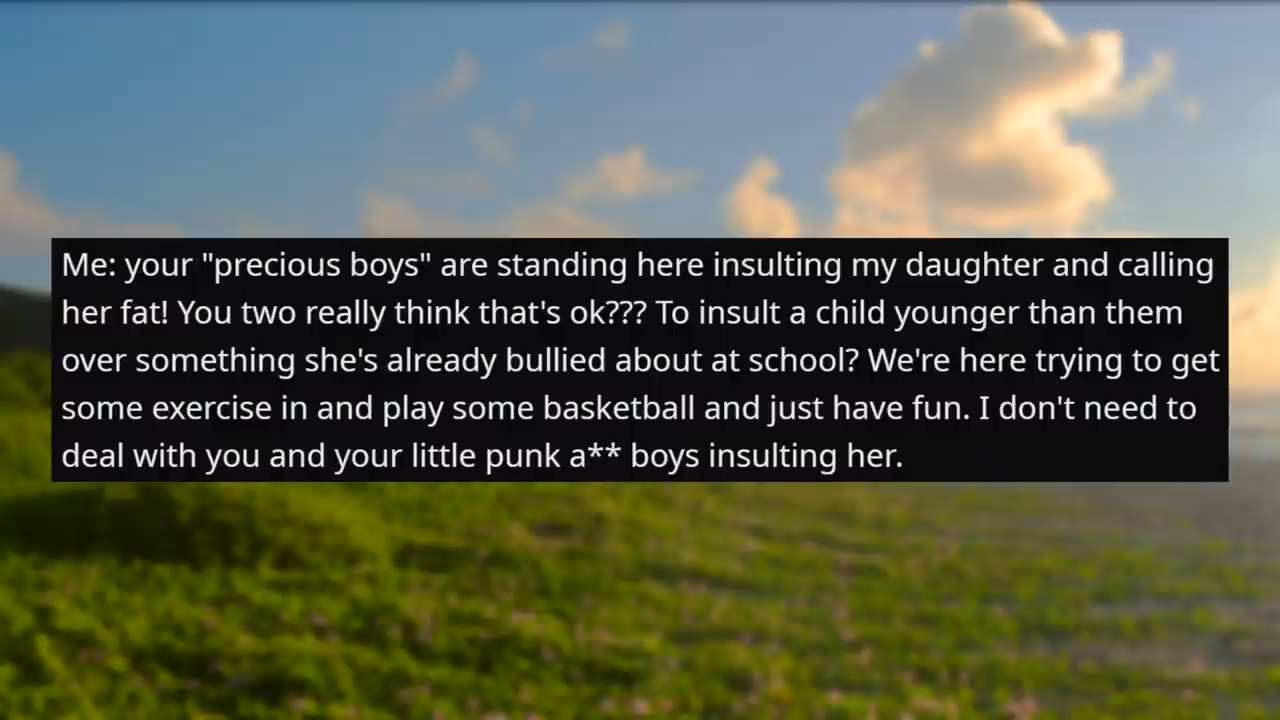 Me: your "precious boys" are standing here insulting my daughter and calling
her fat! You two really think that's ok??? To insult a child younger than them
over something she's already bullied about at school? We're here trying to get
some exercise in and play some basketball and just have fun. I don't need to
deal with you and your little punk a** boys insulting her.